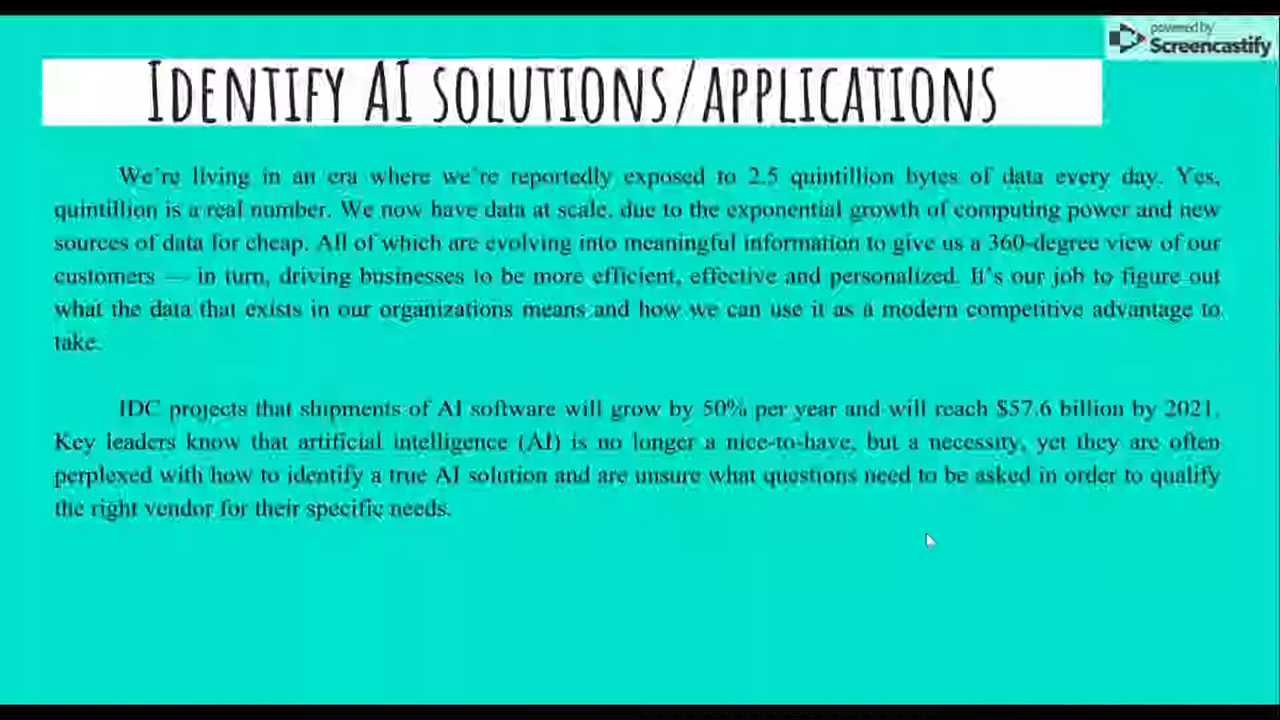 powered by
Screencastify
IDENTIFY AI SOLUTIONS/APPLICATIONS
We're living in an era where we're reportedly exposed to 2.5 quintillion bytes of data every day. Yes,
quintillion is a real number. We now have data at scale, due to the exponential growth of computing power and new
sources of data for cheap. All of which are evolving into meaningful information to give us a 360-degree view of our
customers — in turn, driving businesses to be more efficient, effective and personalized. It's our job to figure out
what the data that exists in our organizations means and how we can use it as a modern competitive advantage to
take.
IDC projects that shipments of AI software will grow by 50% per year and will reach $57.6 billion by 2021.
Key leaders know that artificial intelligence (AI) is no longer a nice-to-have, but a necessity, yet they are often
perplexed with how to identify a true AI solution and are unsure what questions need to be asked in order to qualify
the right vendor for their specific needs.